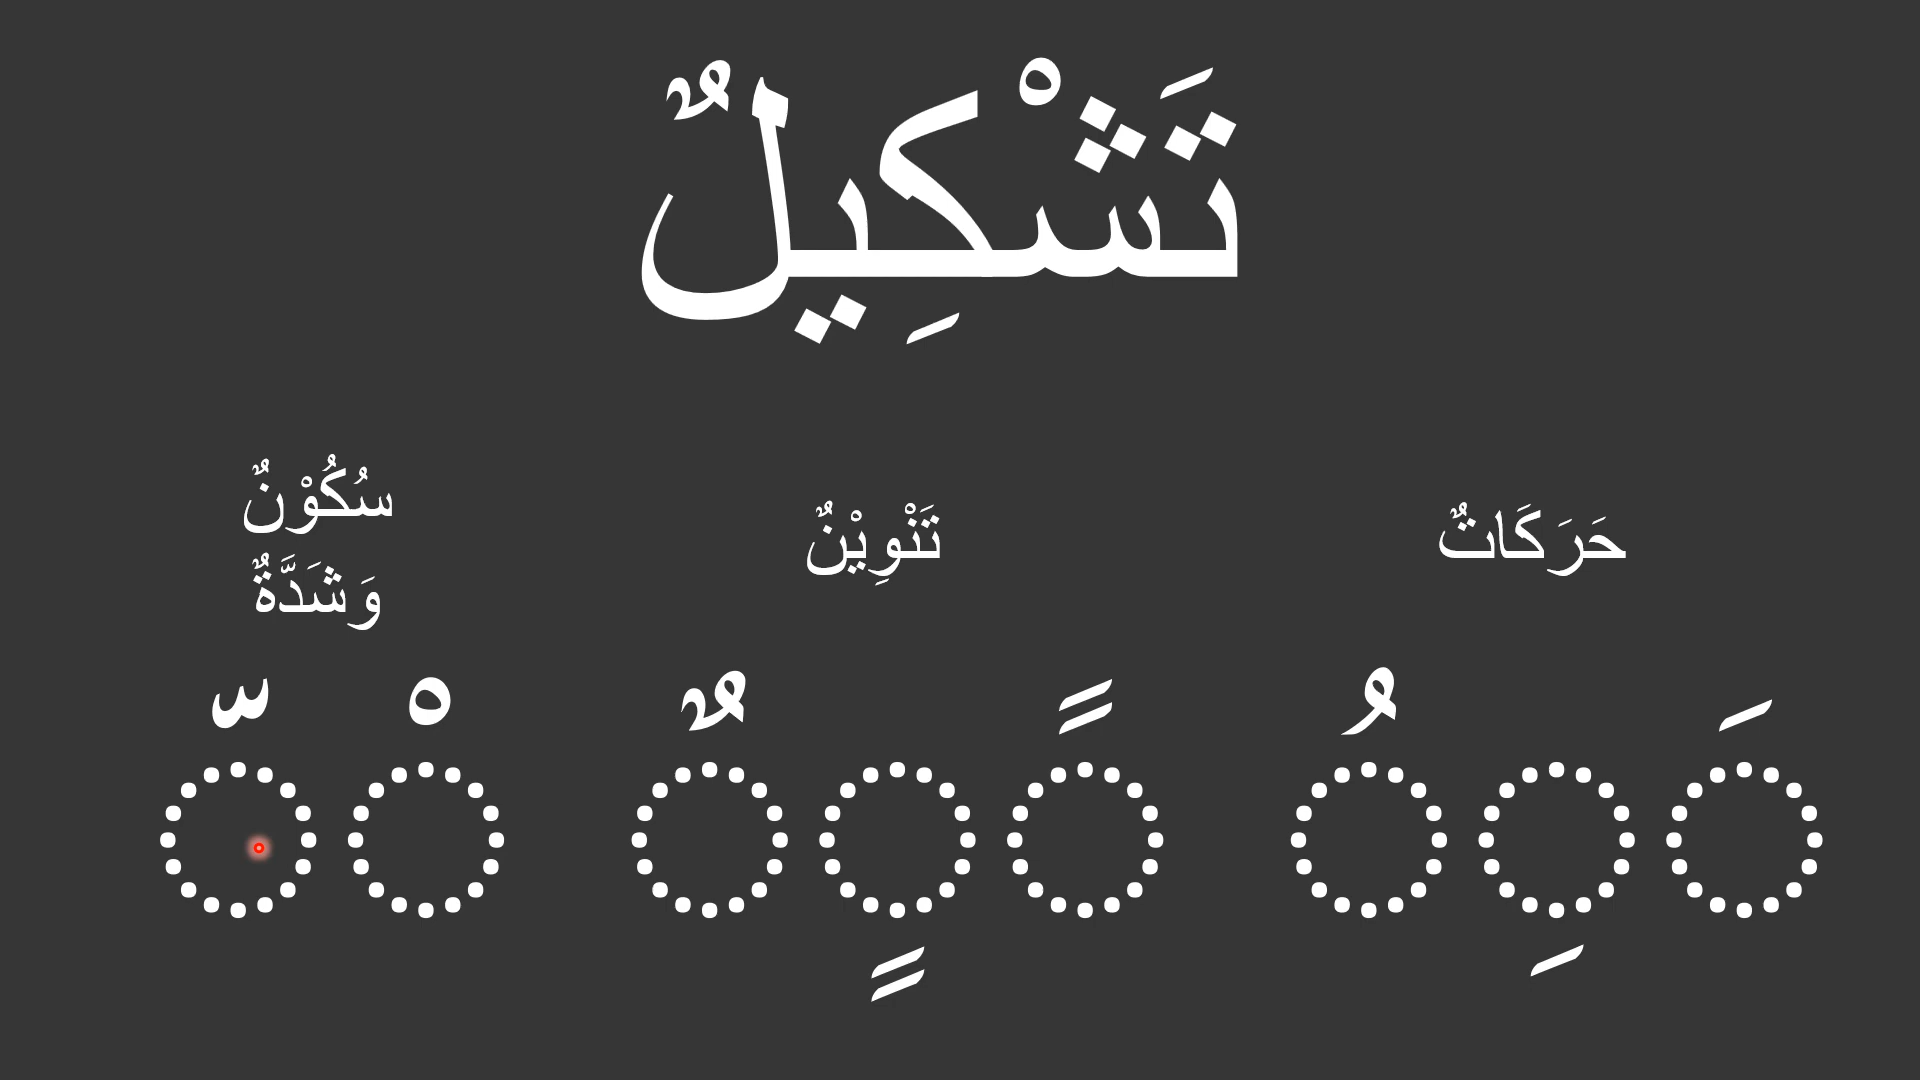 تَشْكِيلٌ
حَرَكَاتٌ
تَنْوِيْنٌ
سُكُوْنٌ
وَشَدَّةٌ
◌َ ◌ِ ◌ُ
◌ً ◌ٍ ◌ٌ
◌ْ ◌ّ